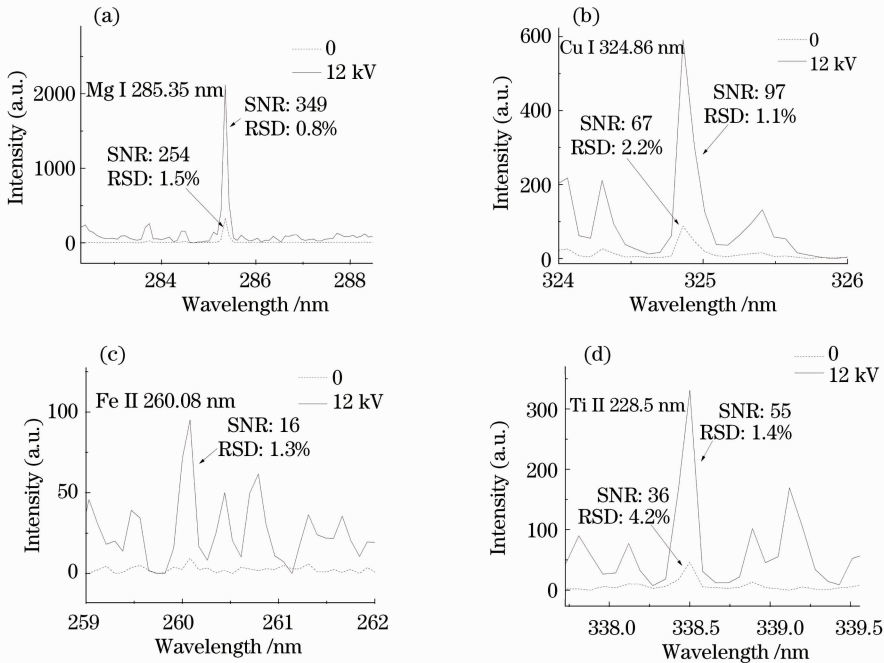 (a)
0
12 kV
Mg I 285.35 nm
SNR: 349
RSD: 0.8%
SNR: 254
RSD: 1.5%
2000
1000
0
Intensity (a.u.)
284
286
288
Wavelength /nm
(b)
0
12 kV
Cu I 324.86 nm
SNR: 97
RSD: 1.1%
SNR: 67
RSD: 2.2%
600
400
200
0
Intensity (a.u.)
324
325
326
Wavelength /nm
(c)
0
12 kV
Fe II 260.08 nm
SNR: 16
RSD: 1.3%
100
50
0
Intensity (a.u.)
259
260
261
262
Wavelength /nm
(d)
0
12 kV
Ti II 228.5 nm
SNR: 55
RSD: 1.4%
SNR: 36
RSD: 4.2%
300
200
100
0
Intensity (a.u.)
338.0
338.5
339.0
339.5
Wavelength /nm